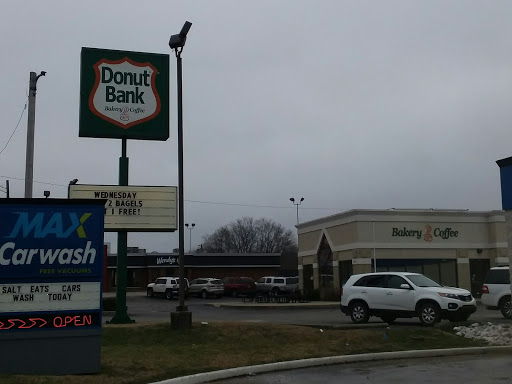 Donut
Bank
Bakery Coffee
WEDNESDAY
2 BAGELS
1 FREE!
MAX
Carwash
FREE VACUUMS
SALT EATS CARS
WASH TODAY
OPEN
Wendy's
Bakery Coffee